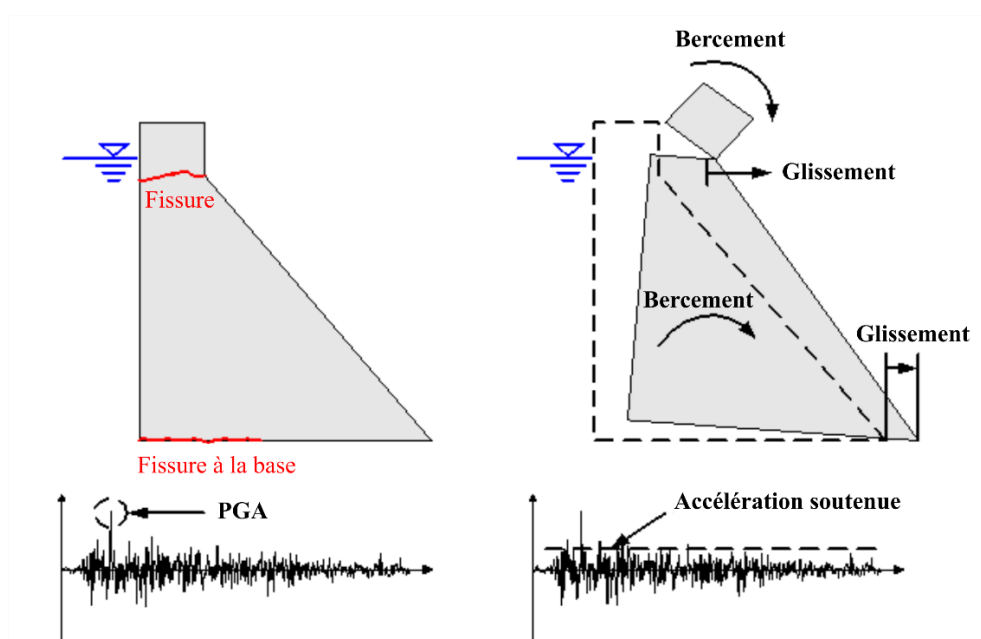 Fissure
Fissure à la base
PGA
Bercement
Glissement
Bercement
Glissement
Accélération soutenue